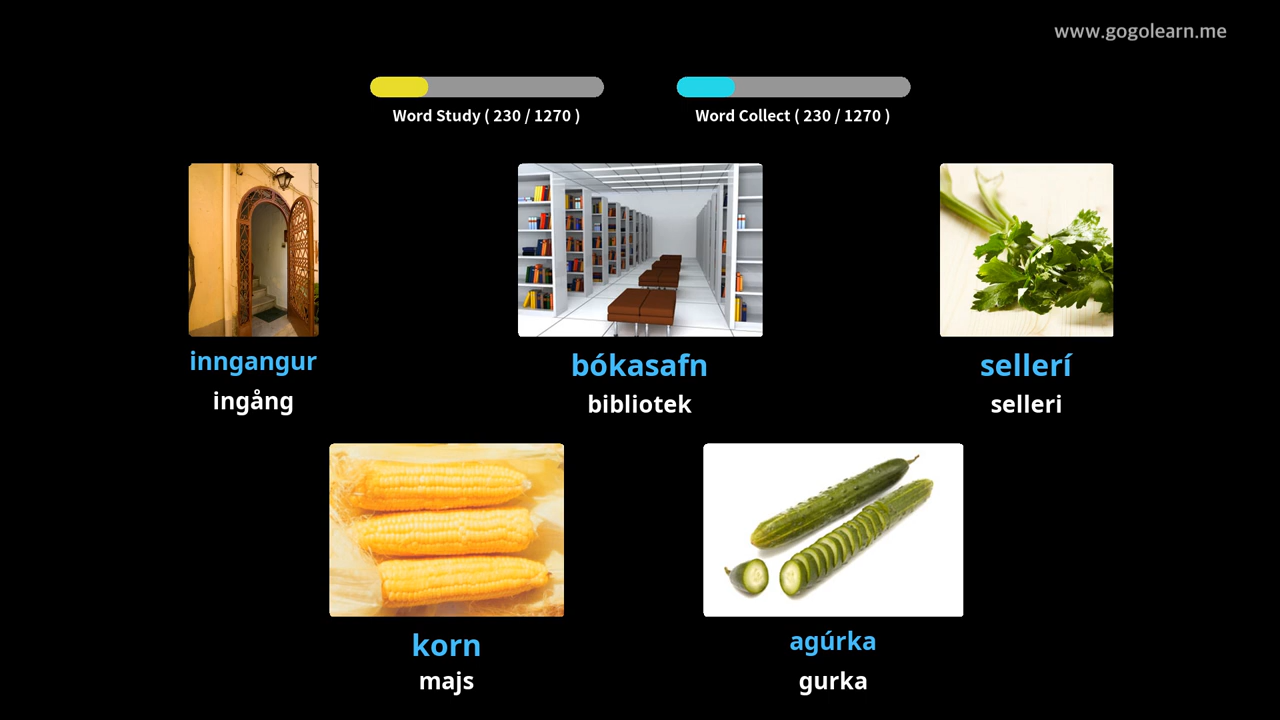 www.gogolearn.me
Word Study ( 230 / 1270 )
Word Collect ( 230 / 1270 )
inngangur
ingång
bókasafn
bibliotek
sellerí
selleri
korn
majs
agúrka
gurka